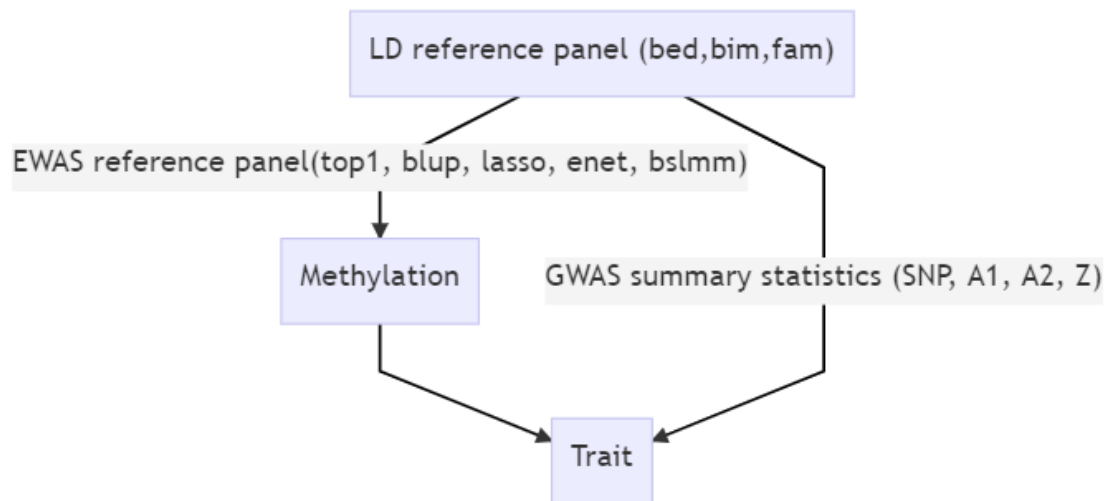 LD reference panel (bed,bim,fam)
EWAS reference panel(top1, blup, lasso, enet, bslmm)
Methylation
GWAS summary statistics (SNP, A1, A2, Z)
Trait